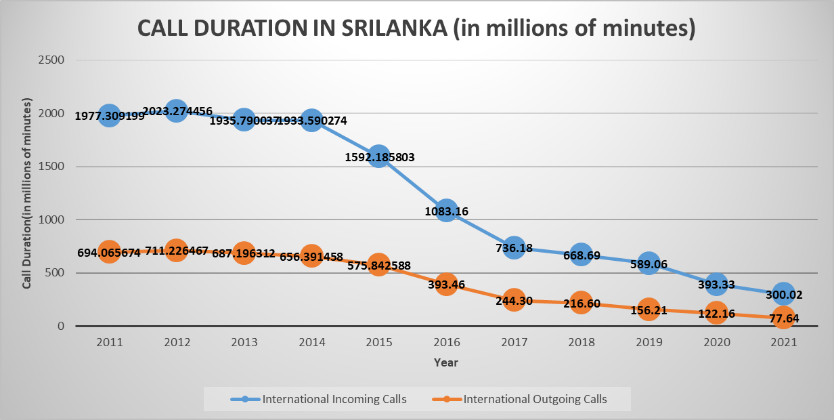 CALL DURATION IN SRILANKA (in millions of minutes)
Call Duration(in millions of minutes)
2500
2000
1500
1000
500
0
1977.309199 2023.274456 1935.790037 1933.590274 1592.185803 1083.16 736.18 668.69 589.06 393.33 300.02
694.065674 711.226467 687.196312 656.391458 575.842588 393.46 244.30 216.60 156.21 122.16 77.64
2011 2012 2013 2014 2015 2016 2017 2018 2019 2020 2021
Year
International Incoming Calls International Outgoing Calls